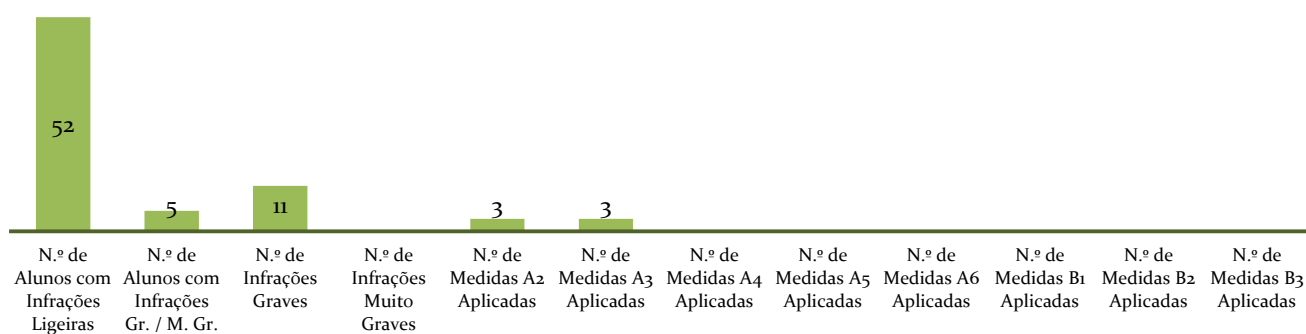 52
5
11
3
3
N.º de
Alunos com
Infrações
Ligeiras
N.º de
Alunos com
Infrações
Gr. / M. Gr.
N.º de
Infrações
Graves
N.º de
Infrações
Muito
Graves
N.º de
Medidas A2
Aplicadas
N.º de
Medidas A3
Aplicadas
N.º de
Medidas A4
Aplicadas
N.º de
Medidas A5
Aplicadas
N.º de
Medidas A6
Aplicadas
N.º de
Medidas B1
Aplicadas
N.º de
Medidas B2
Aplicadas
N.º de
Medidas B3
Aplicadas